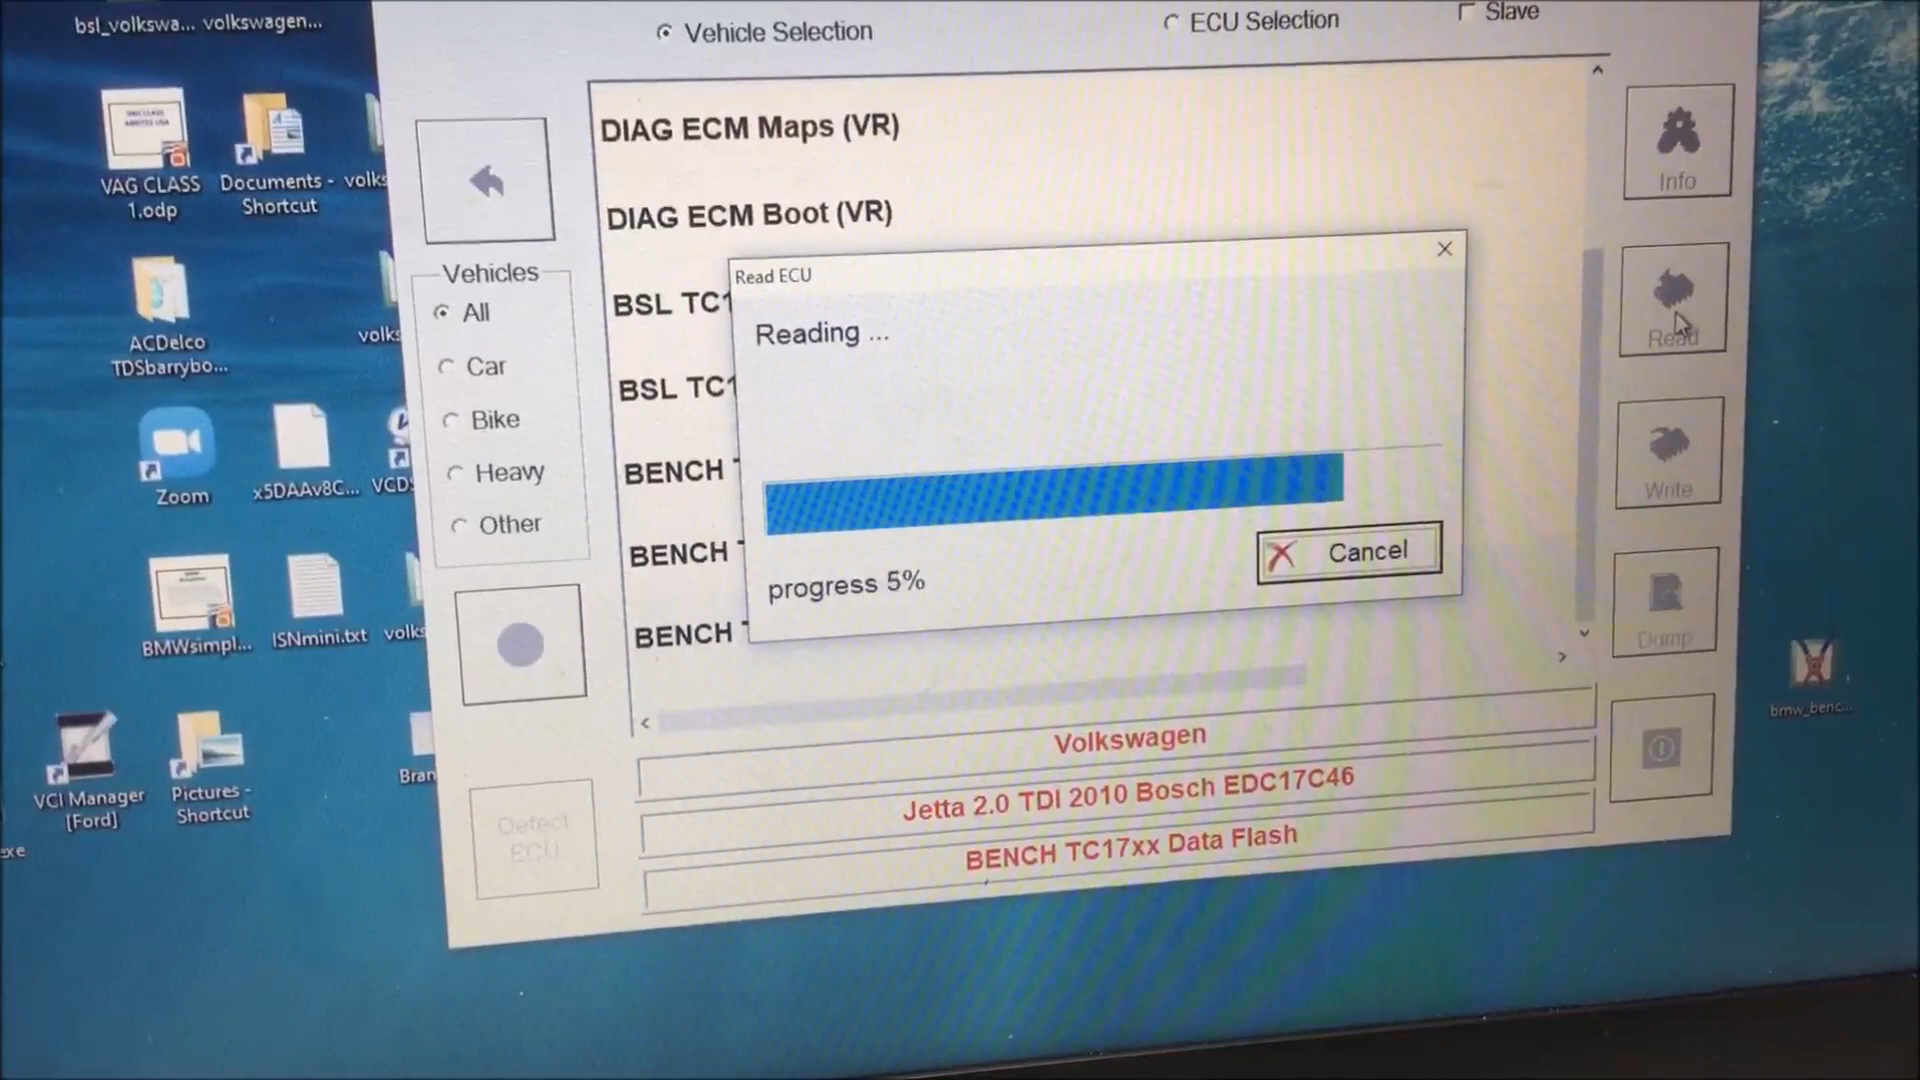 bsl_volkswa... volkswagen...
Vehicle Selection
ECU Selection
Slave
VAG CLASS
1.odp
Documents -
Shortcut
volks
ACDelco
TDSbarrybo...
volks
Zoom
x5DAAv8C...
VCDS
BMWsimpl...
ISNmini.txt
volks
VCI Manager
[Ford]
Pictures -
Shortcut
Bran
exe
Vehicles
All
Car
Bike
Heavy
Other
Detect
ECU
DIAG ECM Maps (VR)
DIAG ECM Boot (VR)
BSL TC1
BSL TC1
BENCH T
BENCH T
BENCH T
Read ECU
Reading ...
progress 5%
Cancel
Volkswagen
Jetta 2.0 TDI 2010 Bosch EDC17C46
BENCH TC17xx Data Flash
Info
Read
Write
Dump
bmw_benc...